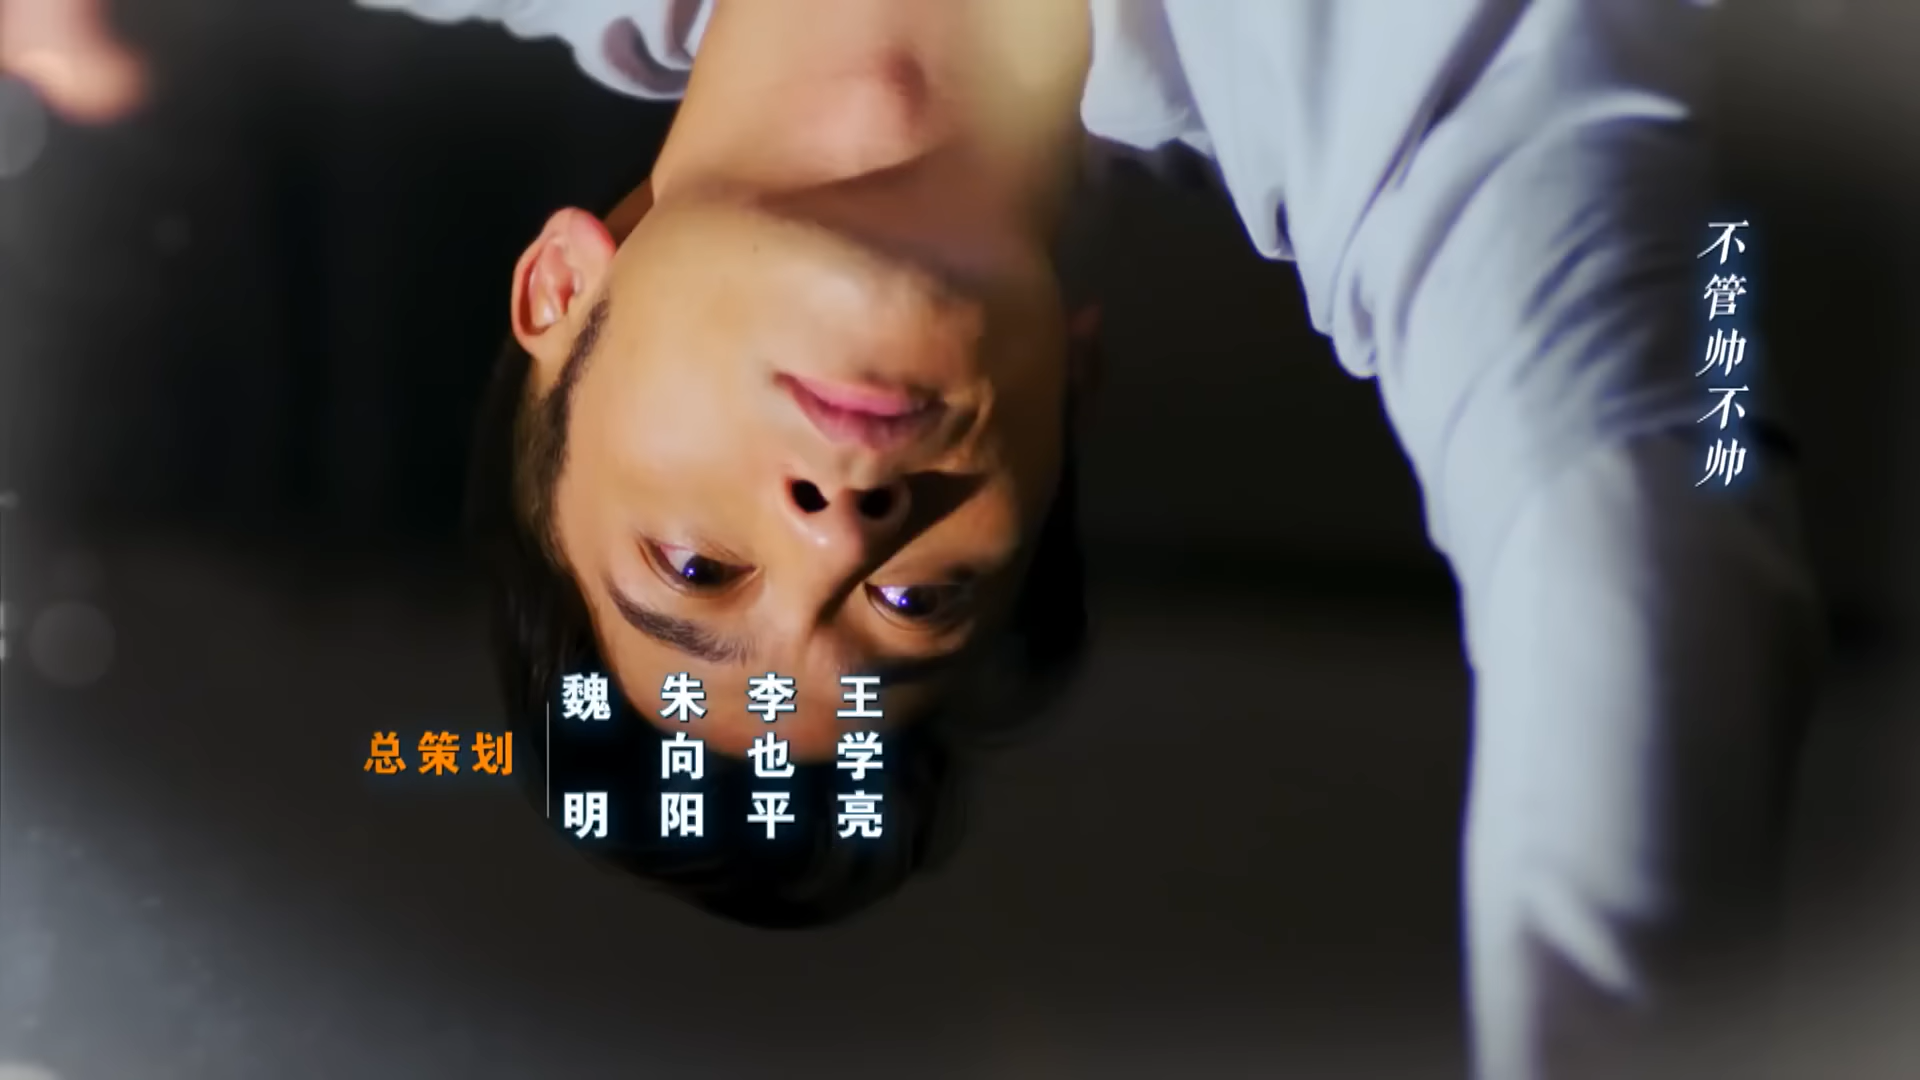 不管帅不帅
总策划
魏明
朱向阳
李也平
王学亮